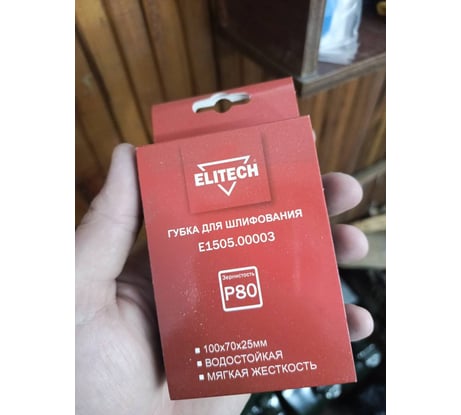 ELITECH
ГУБКА ДЛЯ ШЛИФОВАНИЯ
E1505.00003
Зернистость
P80
100x70x25мм
ВОДОСТОЙКАЯ
МЯГКАЯ ЖЕСТКОСТЬ